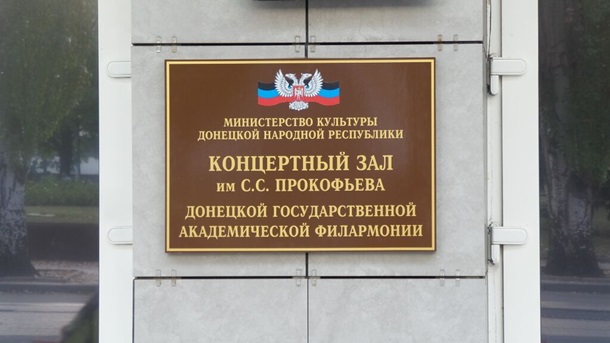 МИНИСТЕРСТВО КУЛЬТУРЫ
ДОНЕЦКОЙ НАРОДНОЙ РЕСПУБЛИКИ
КОНЦЕРТНЫЙ ЗАЛ
ИМ С.С. ПРОКОФЬЕВА
ДОНЕЦКОЙ ГОСУДАРСТВЕННОЙ
АКАДЕМИЧЕСКОЙ ФИЛАРМОНИИ